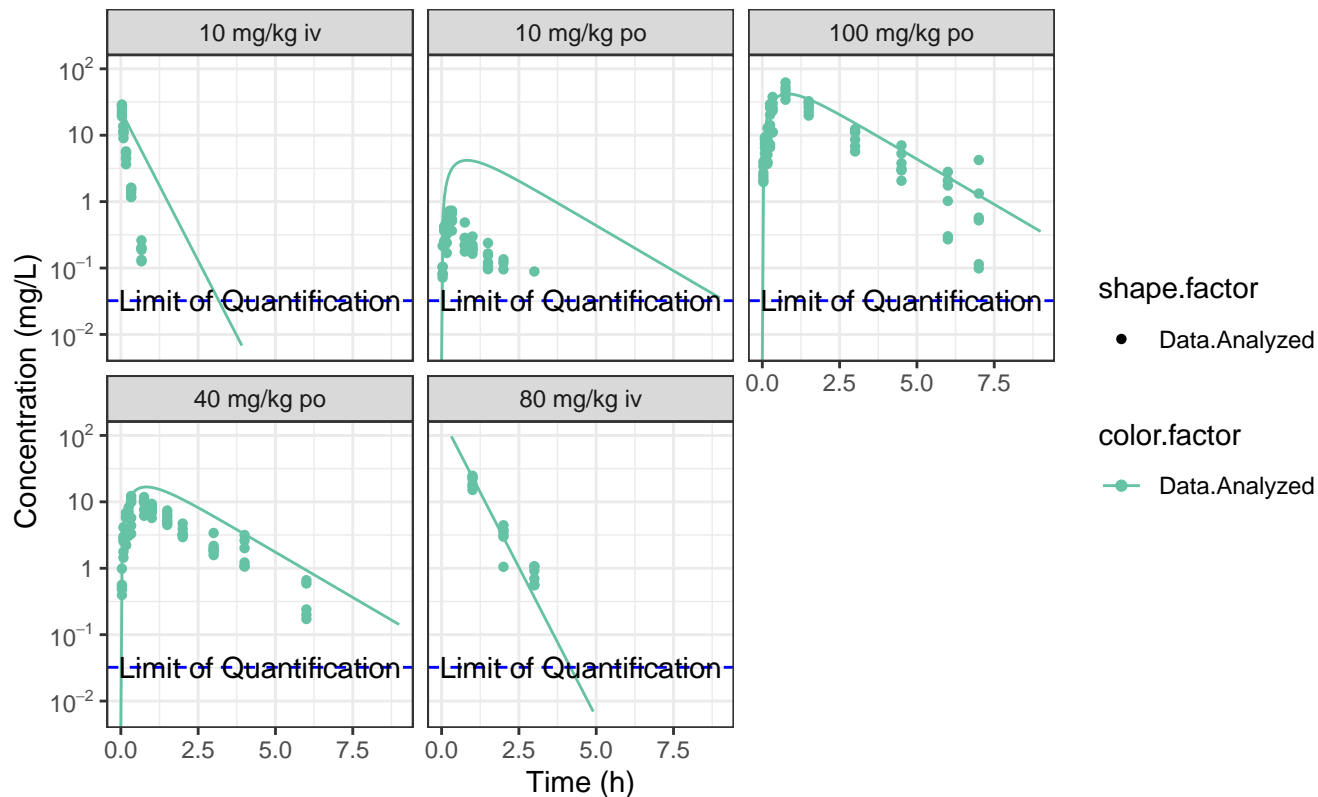 10 mg/kg iv
10 mg/kg po
100 mg/kg po
10²
10
1
10⁻¹
10⁻²
Limit of Quantification
Limit of Quantification
Limit of Quantification
0.0 2.5 5.0 7.5
40 mg/kg po
80 mg/kg iv
10²
10
1
10⁻¹
10⁻²
Limit of Quantification
Limit of Quantification
0.0 2.5 5.0 7.5
0.0 2.5 5.0 7.5
Time (h)
Concentration (mg/L)
shape.factor
Data.Analyzed
color.factor
Data.Analyzed